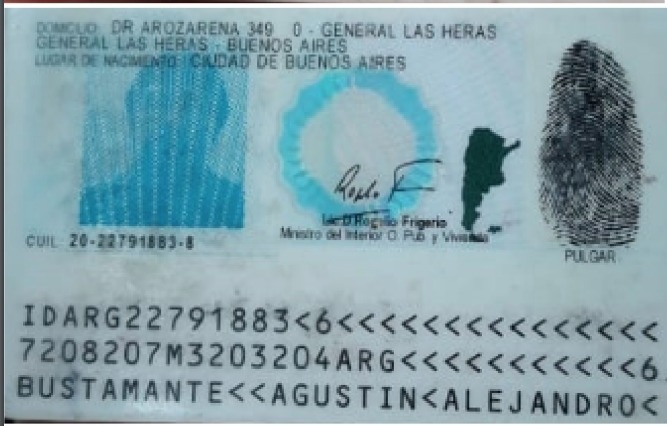 DOMICILIO: DR AROZARENA 349 0 - GENERAL LAS HERAS
GENERAL LAS HERAS - BUENOS AIRES
LUGAR DE NACIMIENTO: CIUDAD DE BUENOS AIRES
Lic D Rogelio Frigerio
Ministro del Interior O. Pub. y Vivienda
CUIL: 20-22791883-8
PULGAR
IDARG22791883<6<<<<<<<<<<<<<<<
7208207M3203204ARG<<<<<<<<<<<6
BUSTAMANTE<<AGUSTIN<ALEJANDRO<